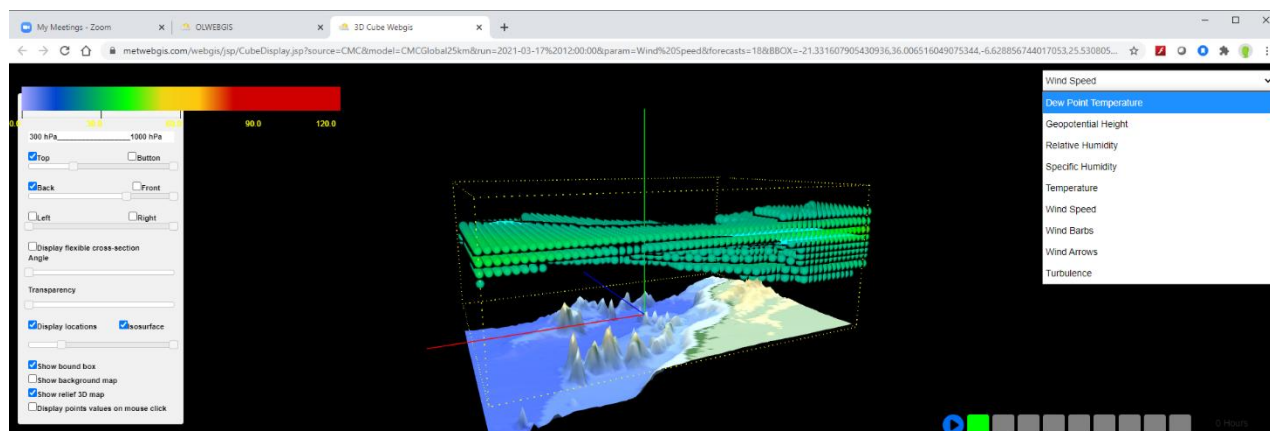 My Meetings - Zoom
OLWEBGIS
3D Cube Webgis
metwebgis.com/webgis/jsp/CubeDisplay.jsp?source=CMC&model=CMCGlobal25km&run=2021-03-17%2012:00:00&param=Wind%20Speed&forecasts=18&BBOX=-21.331607905430936,36.006516049075344,-6.628856744017053,25.530805...
Wind Speed
Dew Point Temperature
Geopotential Height
Relative Humidity
Specific Humidity
Temperature
Wind Speed
Wind Barbs
Wind Arrows
Turbulence
90.0 120.0
300 hPa 1000 hPa
Top Button
Back Front
Left Right
Display flexible cross-section
Angle
Transparency
Display locations Isosurface
Show bound box
Show background map
Show relief 3D map
Display points values on mouse click
0 Hours